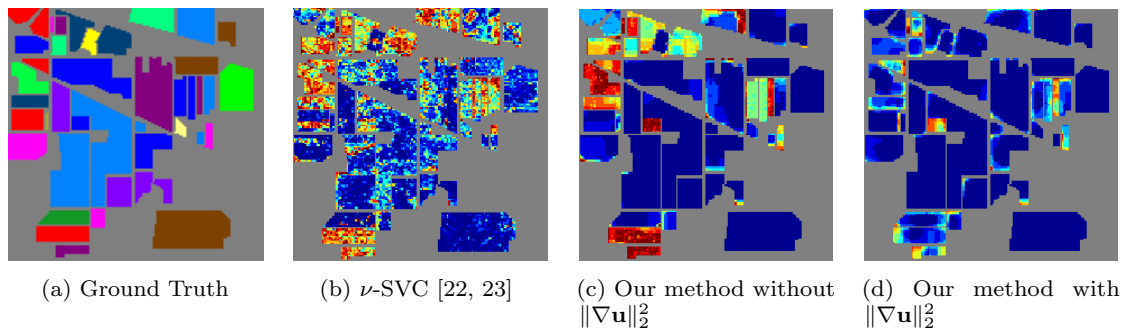 (a) Ground Truth
(b) ν-SVC [22, 23]
(c) Our method without
‖∇u‖₂²
(d) Our method with
‖∇u‖₂²